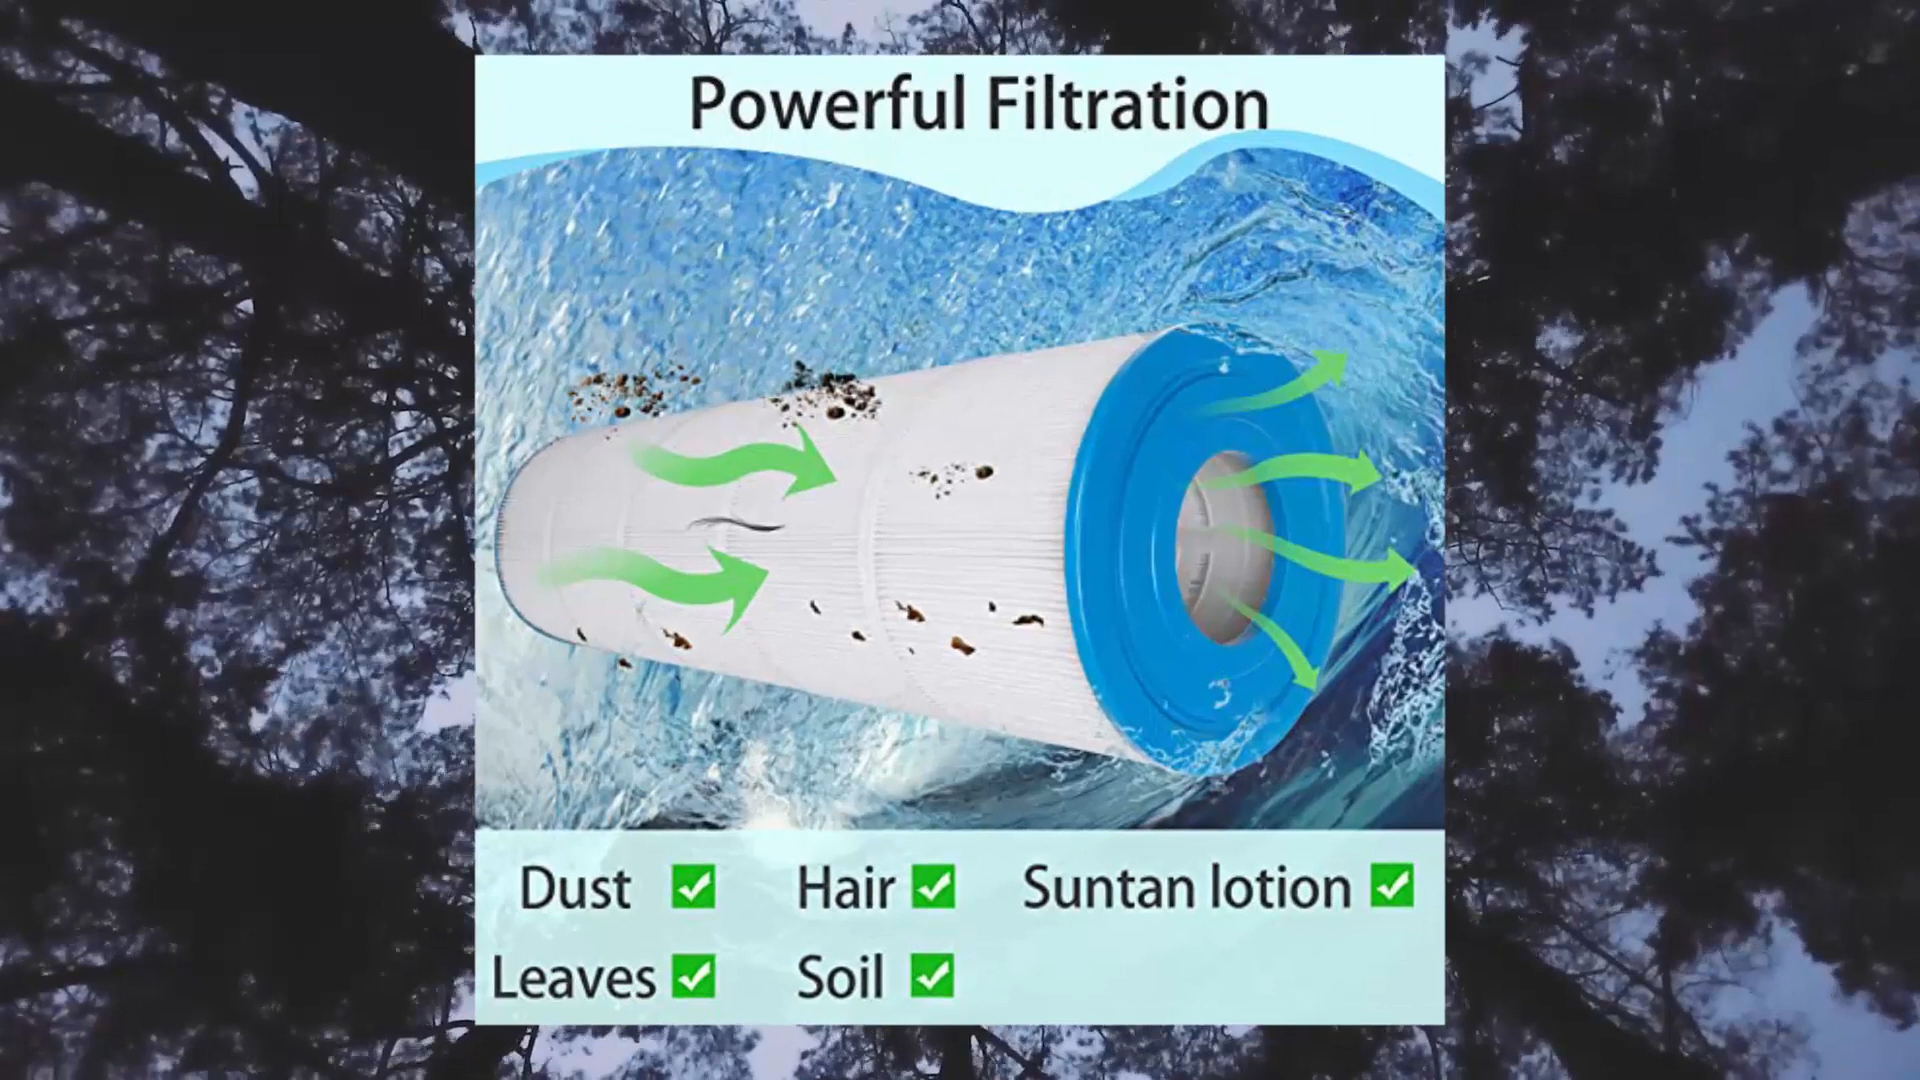 Powerful Filtration
Dust ✅ Hair ✅ Suntan lotion ✅
Leaves ✅ Soil ✅